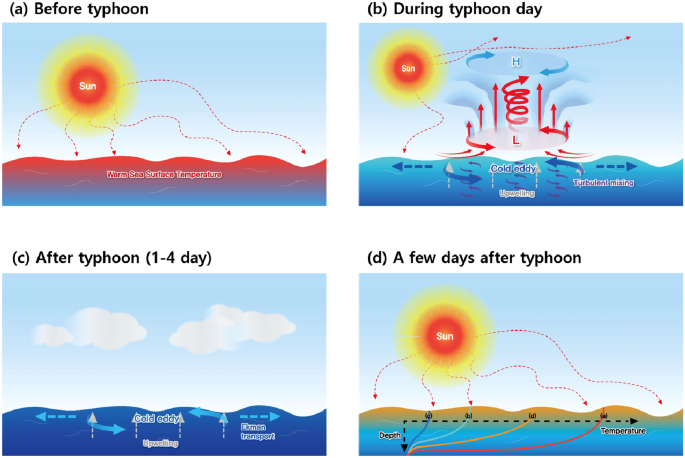 (a) Before typhoon
Sun
Warm Sea Surface Temperature
(b) During typhoon day
Sun
H
L
Cold eddy
Upwelling
Turbulent mixing
(c) After typhoon (1-4 day)
Cold eddy
Upwelling
Ekman
transport
(d) A few days after typhoon
Sun
(c) (b) (d) (a)
Depth
Temperature